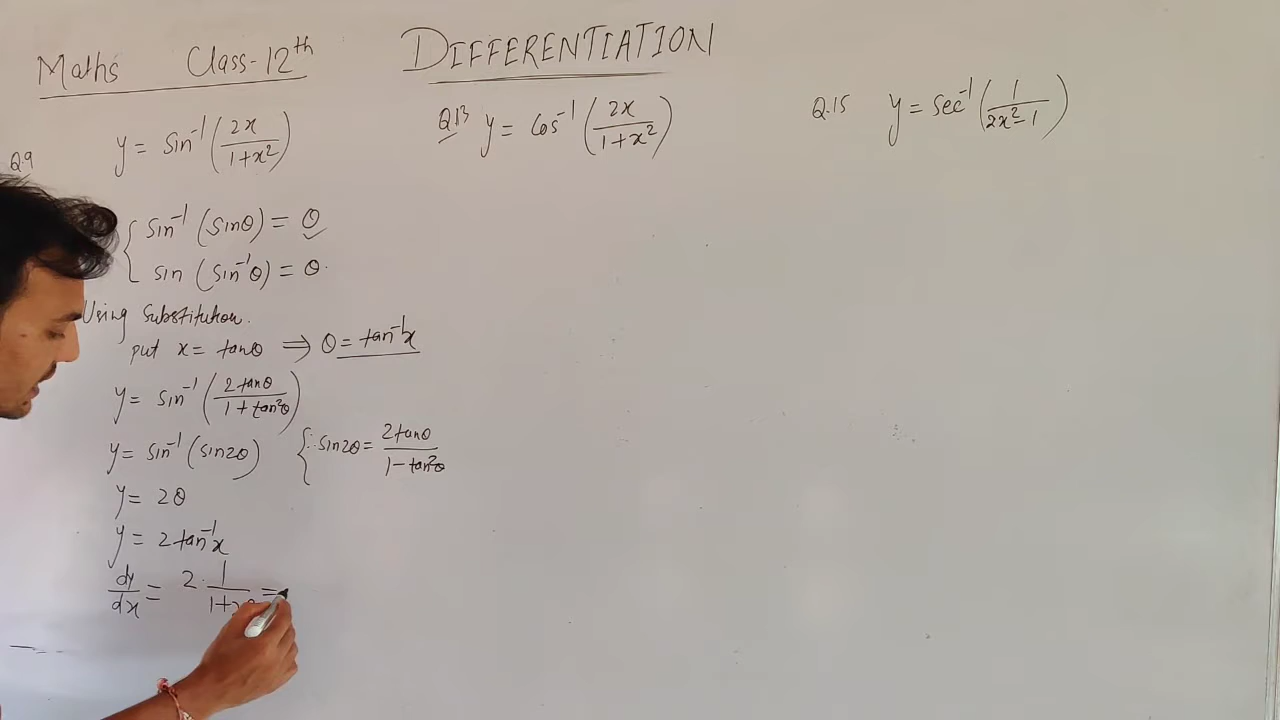 Maths Class-12th DIFFERENTIATION
Q.9 y = sin⁻¹(2x/(1+x²))
Q.13 y = cos⁻¹(2x/(1+x²))
Q.15 y = sec⁻¹(1/(2x²-1))
{ sin⁻¹(sinθ) = θ
sin(sin⁻¹θ) = θ.
Using Substitution.
put x = tanθ ⟹ θ = tan⁻¹x
y = sin⁻¹(2tanθ/(1+tan²θ))
y = sin⁻¹(sin2θ) {∵ sin2θ = 2tanθ/(1-tan²θ)
y = 2θ
y = 2tan⁻¹x
dy/dx = 2·1/(1+x²) =